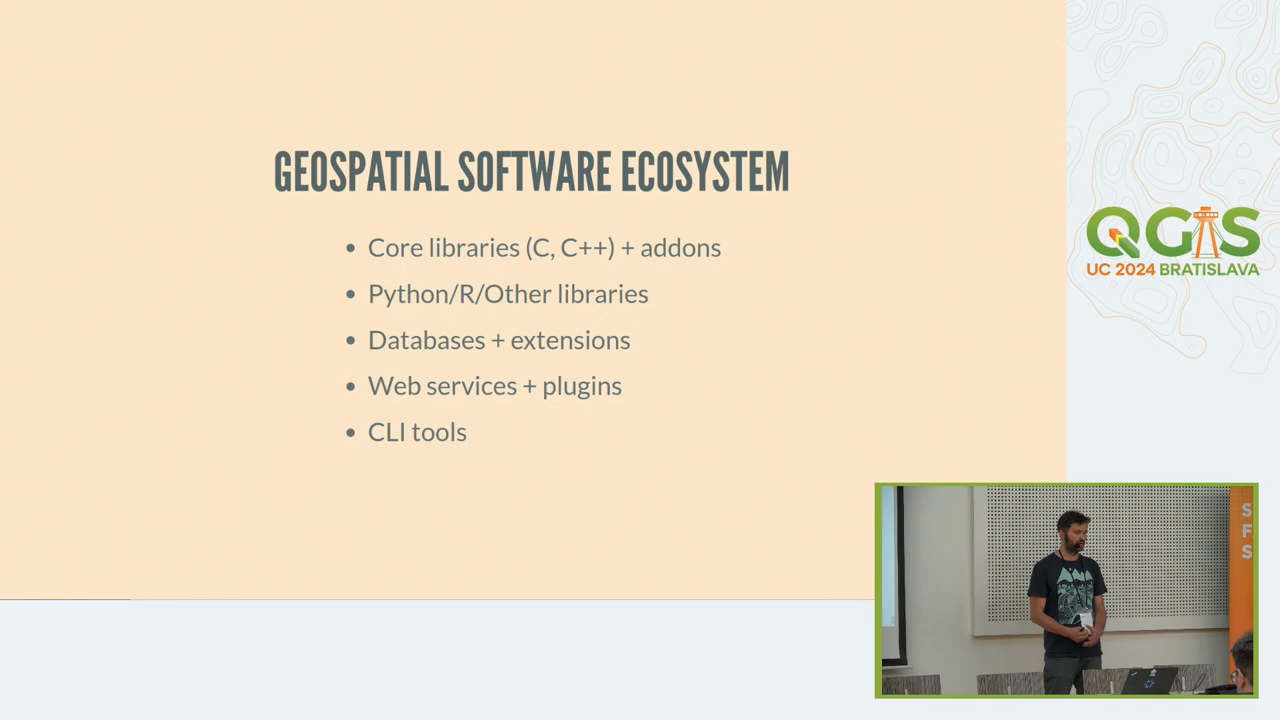 GEOSPATIAL SOFTWARE ECOSYSTEM
• Core libraries (C, C++) + addons
• Python/R/Other libraries
• Databases + extensions
• Web services + plugins
• CLI tools
QGIS
UC 2024 BRATISLAVA
S
F
S